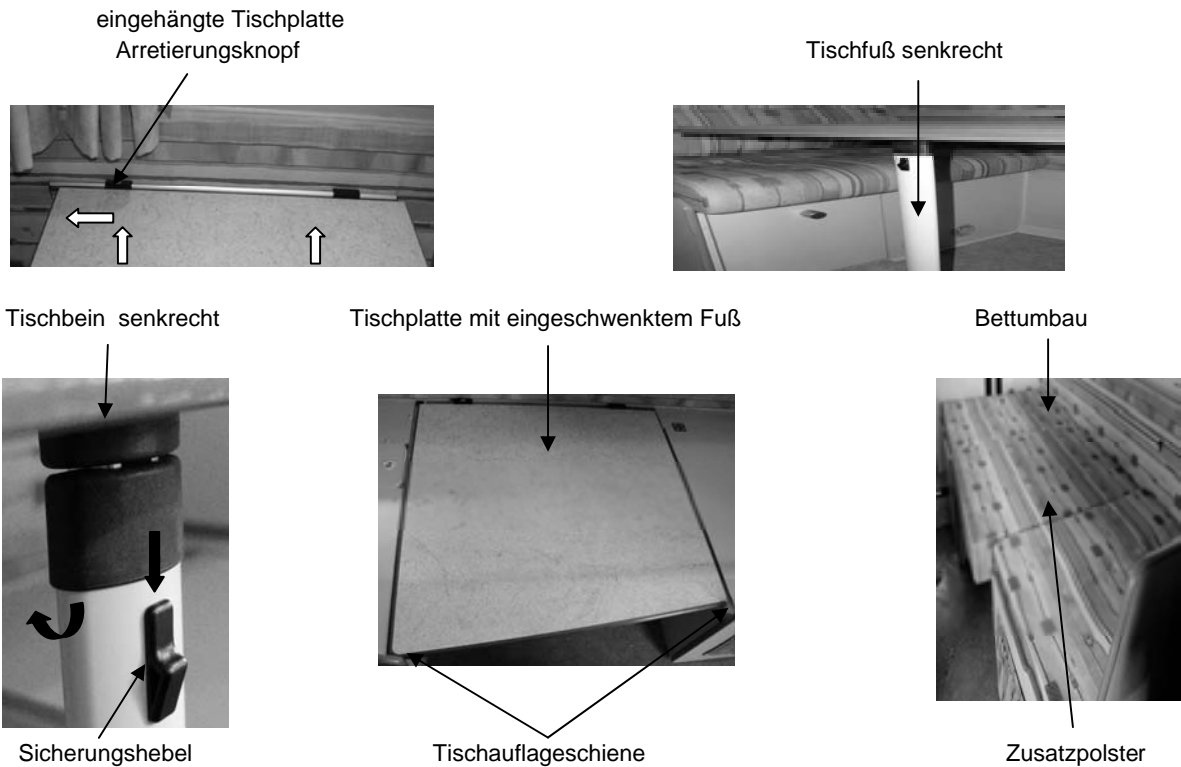 eingehängte Tischplatte
Arretierungsknopf
Tischfuß senkrecht
Tischbein senkrecht
Tischplatte mit eingeschwenktem Fuß
Bettumbau
Sicherungshebel
Tischauflageschiene
Zusatzpolster